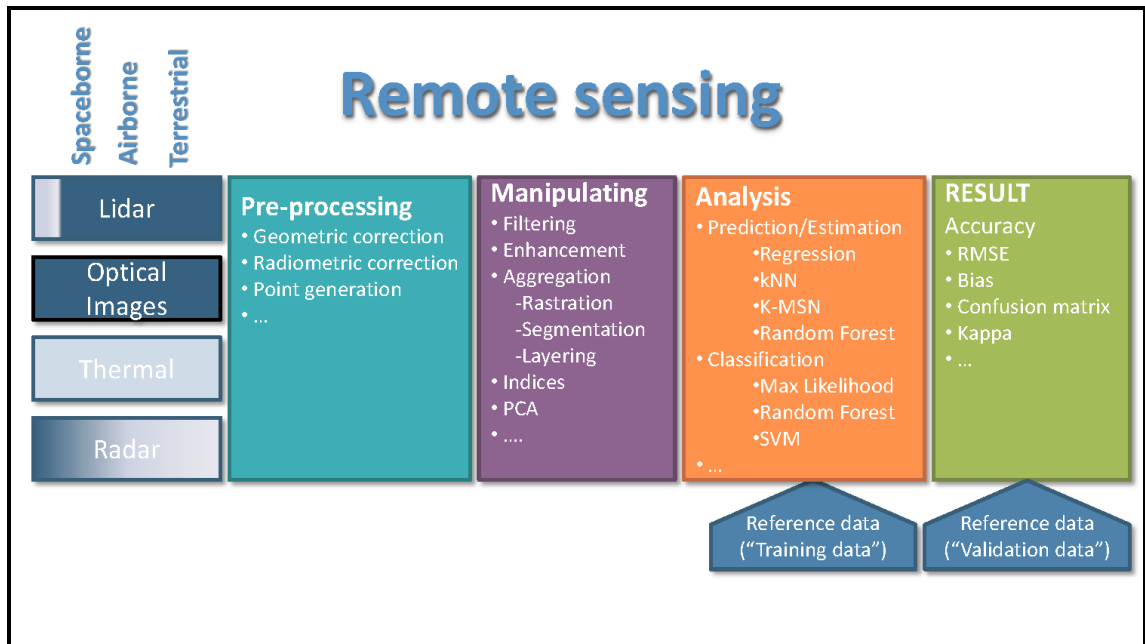 Spaceborne
Airborne
Terrestrial
Remote sensing
Lidar
Optical
Images
Thermal
Radar
Pre-processing
• Geometric correction
• Radiometric correction
• Point generation
• ...
Manipulating
• Filtering
• Enhancement
• Aggregation
-Rastration
-Segmentation
-Layering
• Indices
• PCA
• ....
Analysis
• Prediction/Estimation
•Regression
•kNN
•K-MSN
•Random Forest
• Classification
•Max Likelihood
•Random Forest
•SVM
• ...
RESULT
Accuracy
• RMSE
• Bias
• Confusion matrix
• Kappa
• ...
Reference data
(“Training data”)
Reference data
(“Validation data”)